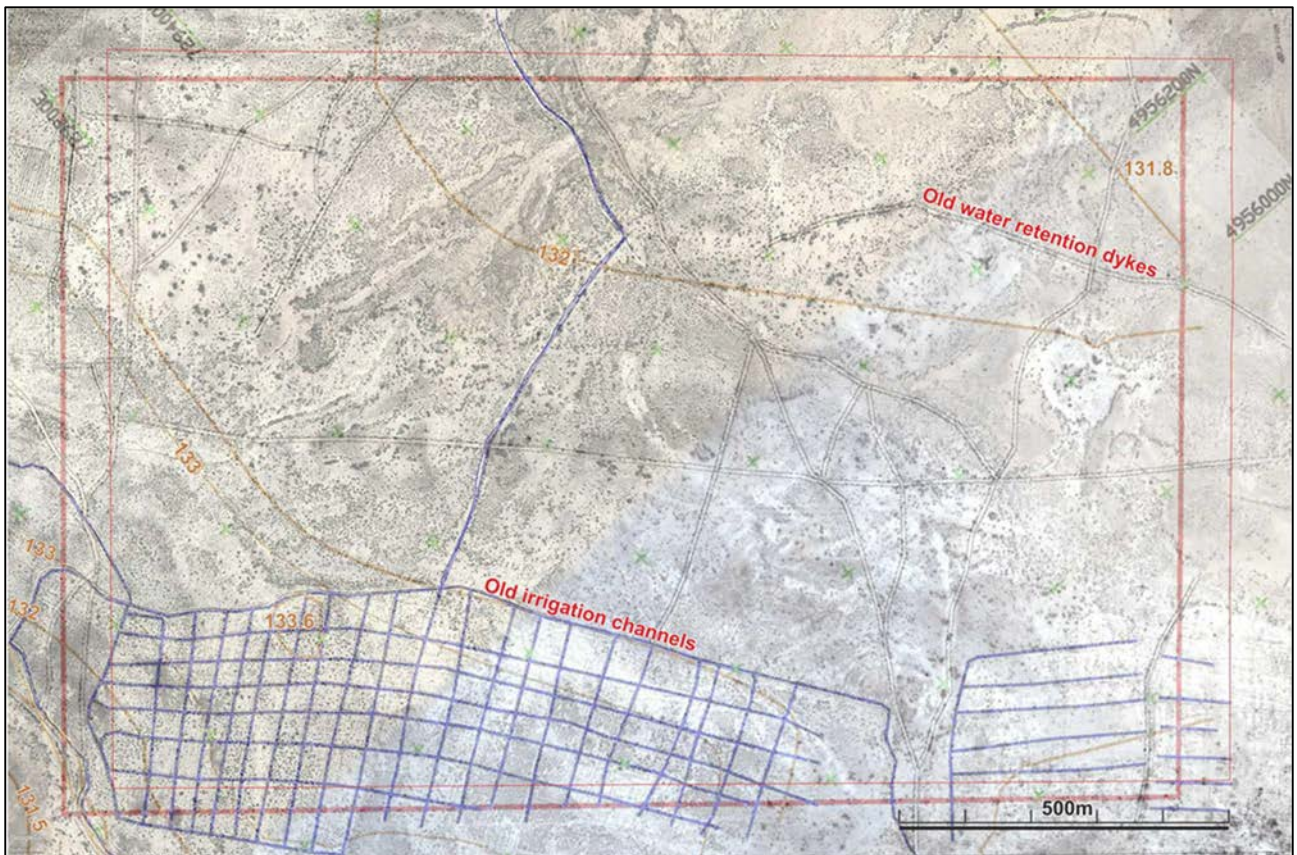 4956200N
131.8
4956000N
Old water retention dykes
132
133
Old irrigation channels
133
132
133.6
131.5
500m